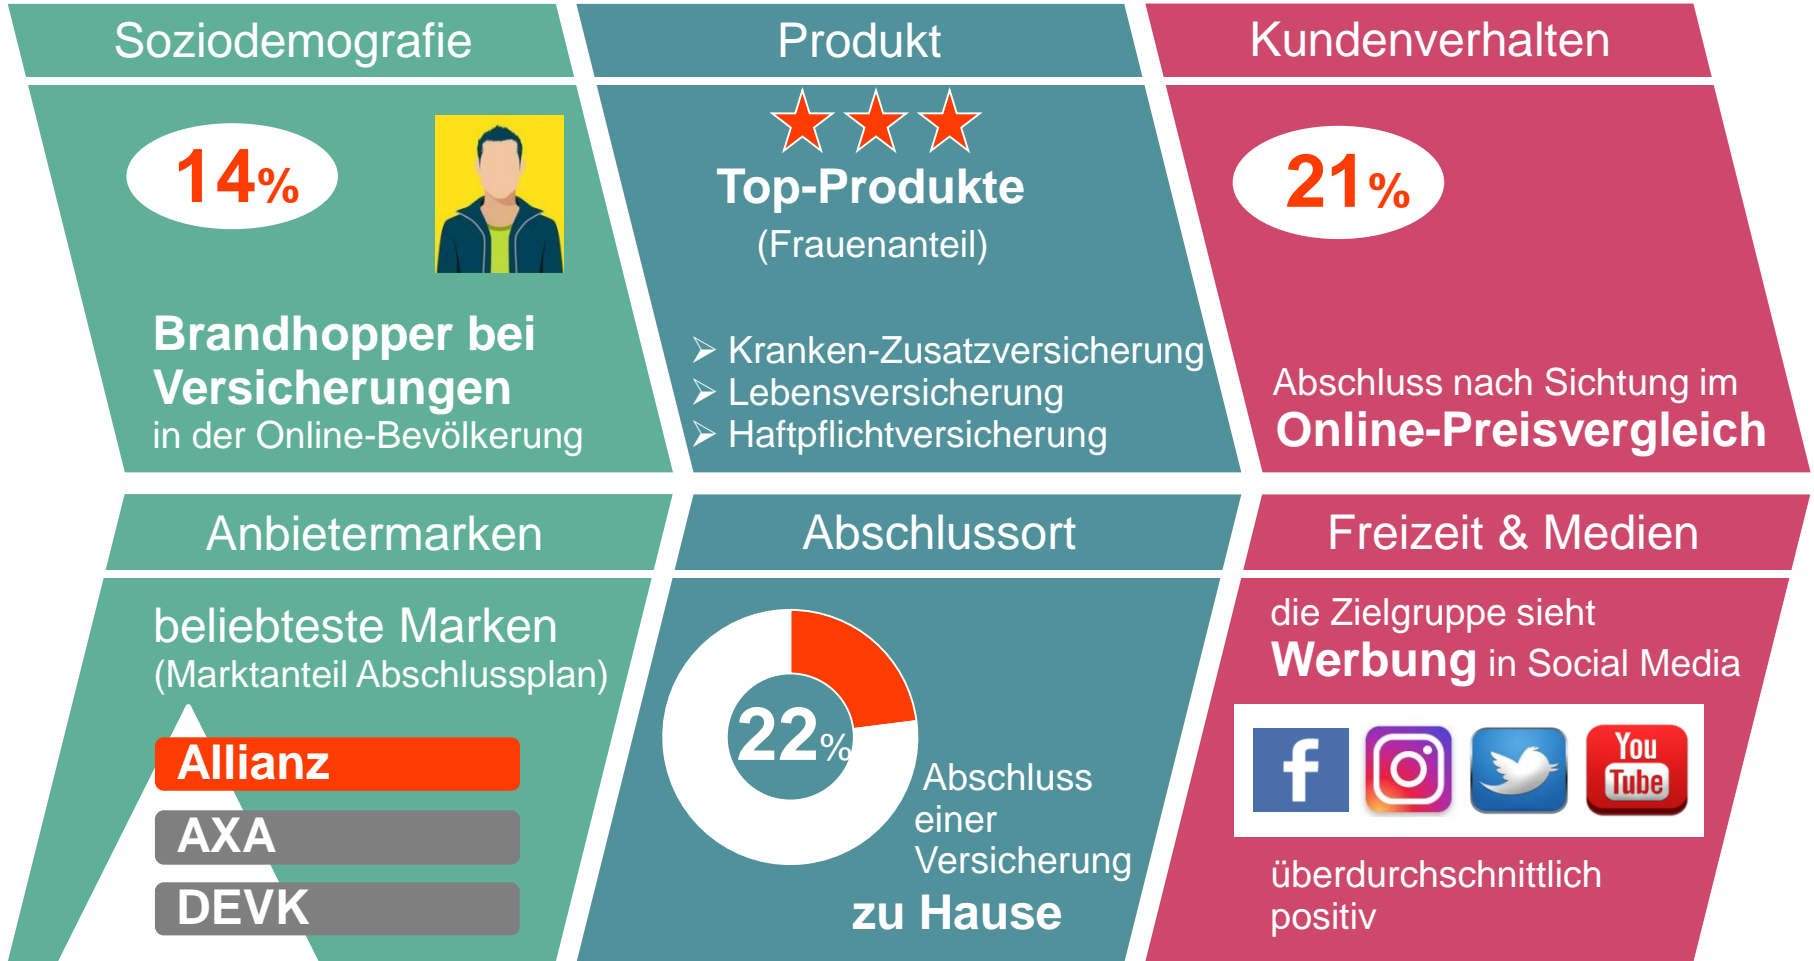 Soziodemografie
14%
Brandhopper bei
Versicherungen
in der Online-Bevölkerung
Produkt
Top-Produkte
(Frauenanteil)
➢ Kranken-Zusatzversicherung
➢ Lebensversicherung
➢ Haftpflichtversicherung
Kundenverhalten
21%
Abschluss nach Sichtung im
Online-Preisvergleich
Anbietermarken
beliebteste Marken
(Marktanteil Abschlussplan)
Allianz
AXA
DEVK
Abschlussort
22%
Abschluss
einer
Versicherung
zu Hause
Freizeit & Medien
die Zielgruppe sieht
Werbung in Social Media
f
You
Tube
überdurchschnittlich
positiv